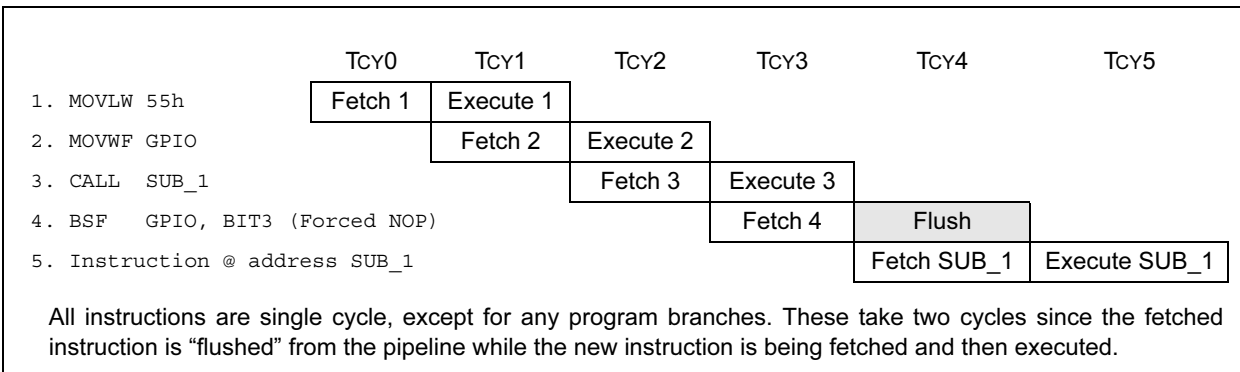 TCY0 TCY1 TCY2 TCY3 TCY4 TCY5
1. MOVLW 55h Fetch 1 Execute 1
2. MOVWF GPIO Fetch 2 Execute 2
3. CALL SUB_1 Fetch 3 Execute 3
4. BSF GPIO, BIT3 (Forced NOP) Fetch 4 Flush
5. Instruction @ address SUB_1 Fetch SUB_1 Execute SUB_1
All instructions are single cycle, except for any program branches. These take two cycles since the fetched
instruction is “flushed” from the pipeline while the new instruction is being fetched and then executed.